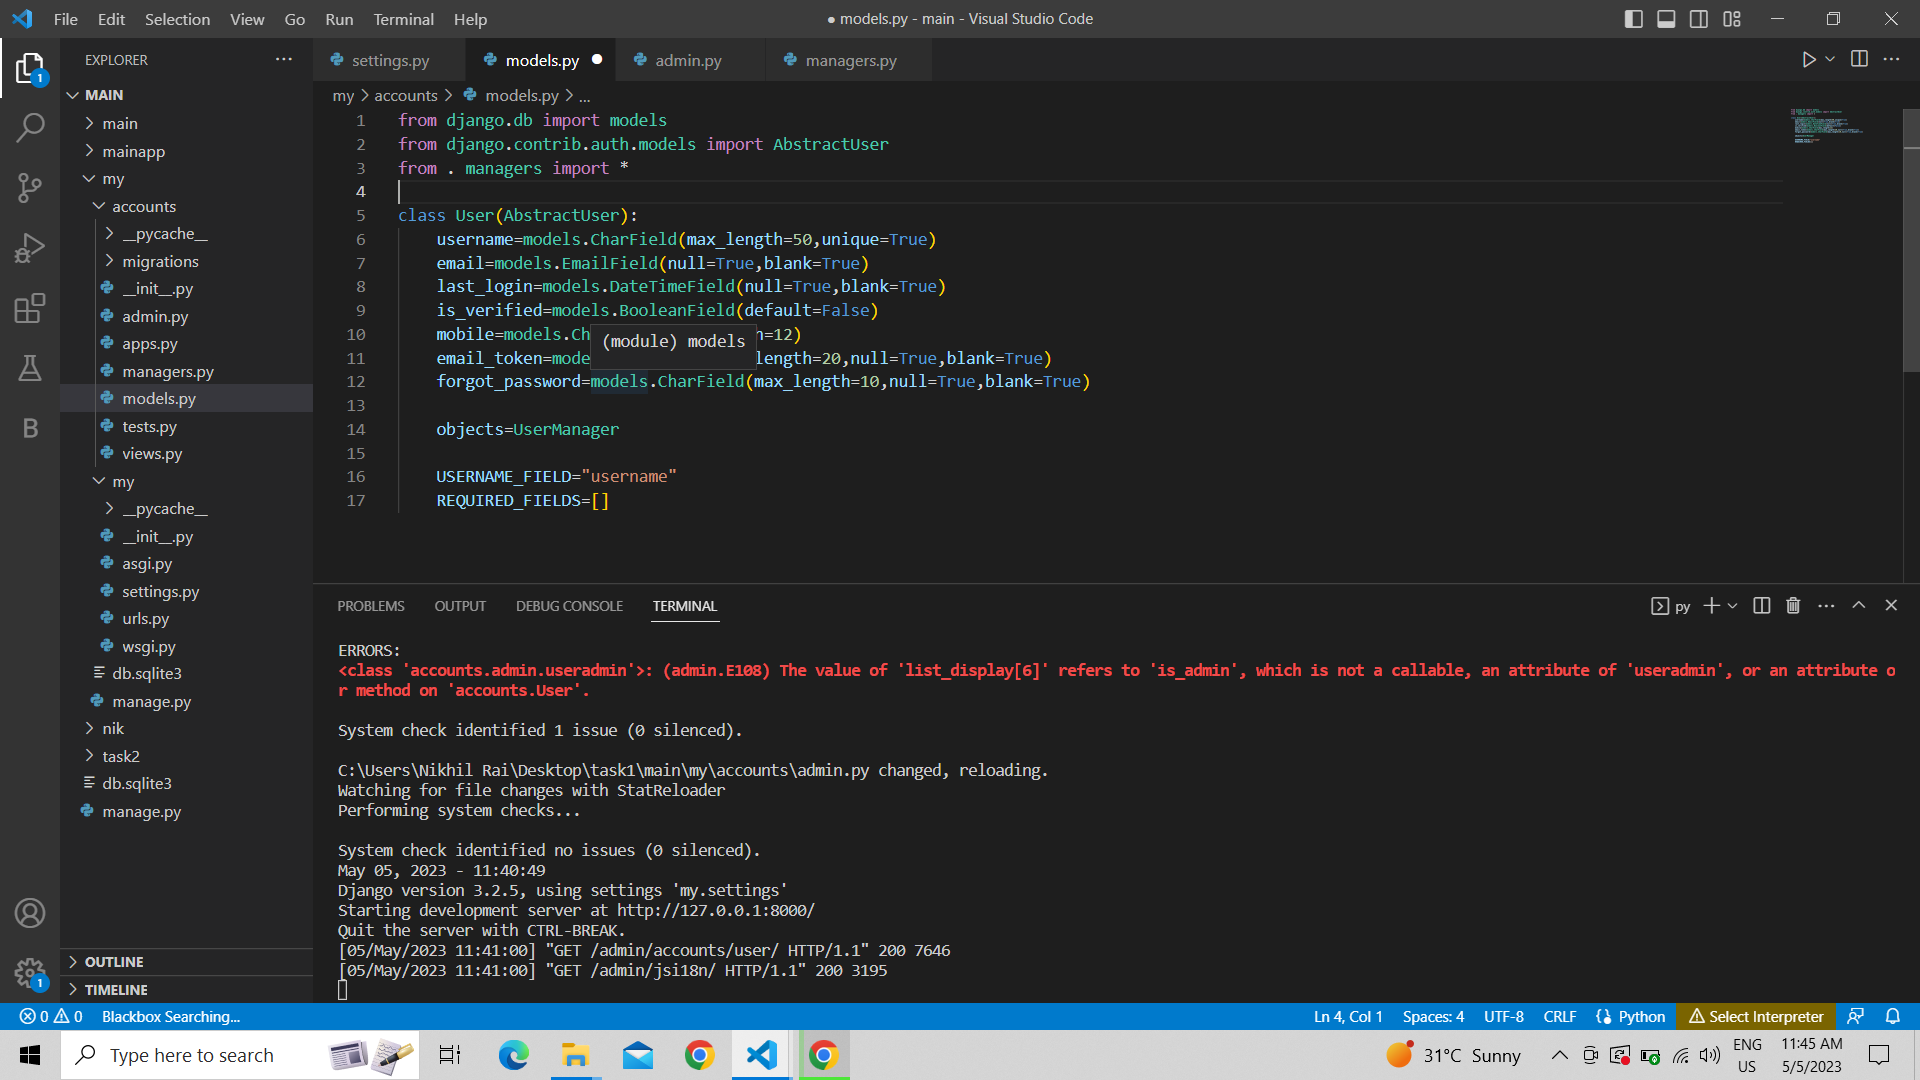 File Edit Selection View Go Run Terminal Help
● models.py - main - Visual Studio Code
EXPLORER
MAIN
main
mainapp
my
accounts
__pycache__
migrations
__init__.py
admin.py
apps.py
managers.py
models.py
tests.py
views.py
my
__pycache__
__init__.py
asgi.py
settings.py
urls.py
wsgi.py
db.sqlite3
manage.py
nik
task2
db.sqlite3
manage.py
OUTLINE
TIMELINE
1
1
B
settings.py models.py ● admin.py managers.py
my > accounts > models.py > ...
1 from django.db import models
2 from django.contrib.auth.models import AbstractUser
3 from . managers import *
4
5 class User(AbstractUser):
6 username=models.CharField(max_length=50,unique=True)
7 email=models.EmailField(null=True,blank=True)
8 last_login=models.DateTimeField(null=True,blank=True)
9 is_verified=models.BooleanField(default=False)
10 mobile=models.Ch n=12)
(module) models
11 email_token=mode length=20,null=True,blank=True)
12 forgot_password=models.CharField(max_length=10,null=True,blank=True)
13
14 objects=UserManager
15
16 USERNAME_FIELD="username"
17 REQUIRED_FIELDS=[]
PROBLEMS OUTPUT DEBUG CONSOLE TERMINAL
py
ERRORS:
<class 'accounts.admin.useradmin'>: (admin.E108) The value of 'list_display[6]' refers to 'is_admin', which is not a callable, an attribute of 'useradmin', or an attribute o
r method on 'accounts.User'.
System check identified 1 issue (0 silenced).
C:\Users\Nikhil Rai\Desktop\task1\main\my\accounts\admin.py changed, reloading.
Watching for file changes with StatReloader
Performing system checks...
System check identified no issues (0 silenced).
May 05, 2023 - 11:40:49
Django version 3.2.5, using settings 'my.settings'
Starting development server at http://127.0.0.1:8000/
Quit the server with CTRL-BREAK.
[05/May/2023 11:41:00] "GET /admin/accounts/user/ HTTP/1.1" 200 7646
[05/May/2023 11:41:00] "GET /admin/jsi18n/ HTTP/1.1" 200 3195
0 0 Blackbox Searching... Ln 4, Col 1 Spaces: 4 UTF-8 CRLF Python Select Interpreter
Type here to search
31°C Sunny
ENG
US
11:45 AM
5/5/2023